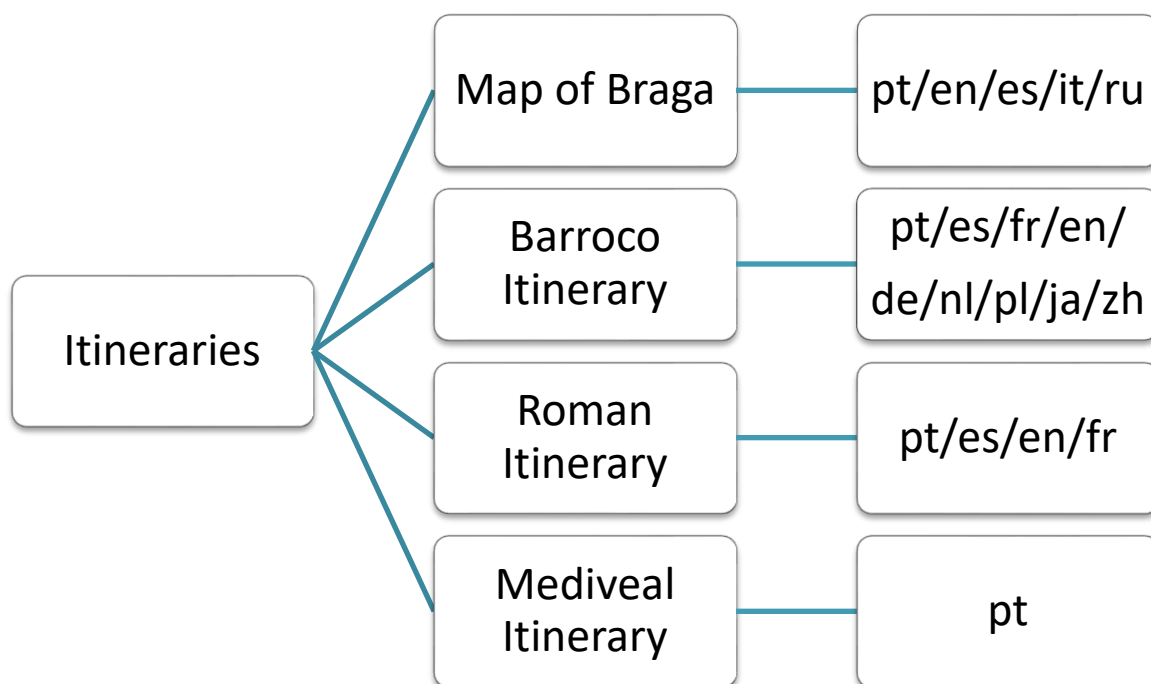 Itineraries
Map of Braga
pt/en/es/it/ru
Barroco
Itinerary
pt/es/fr/en/
de/nl/pl/ja/zh
Roman
Itinerary
pt/es/en/fr
Mediveal
Itinerary
pt